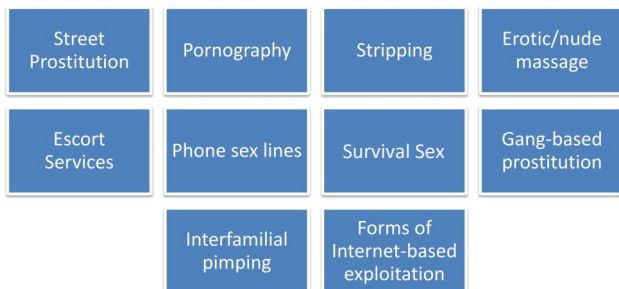 Street
Prostitution
Pornography
Stripping
Erotic/nude
massage
Escort
Services
Phone sex lines
Survival Sex
Gang-based
prostitution
Interfamilial
pimping
Forms of
Internet-based
exploitation